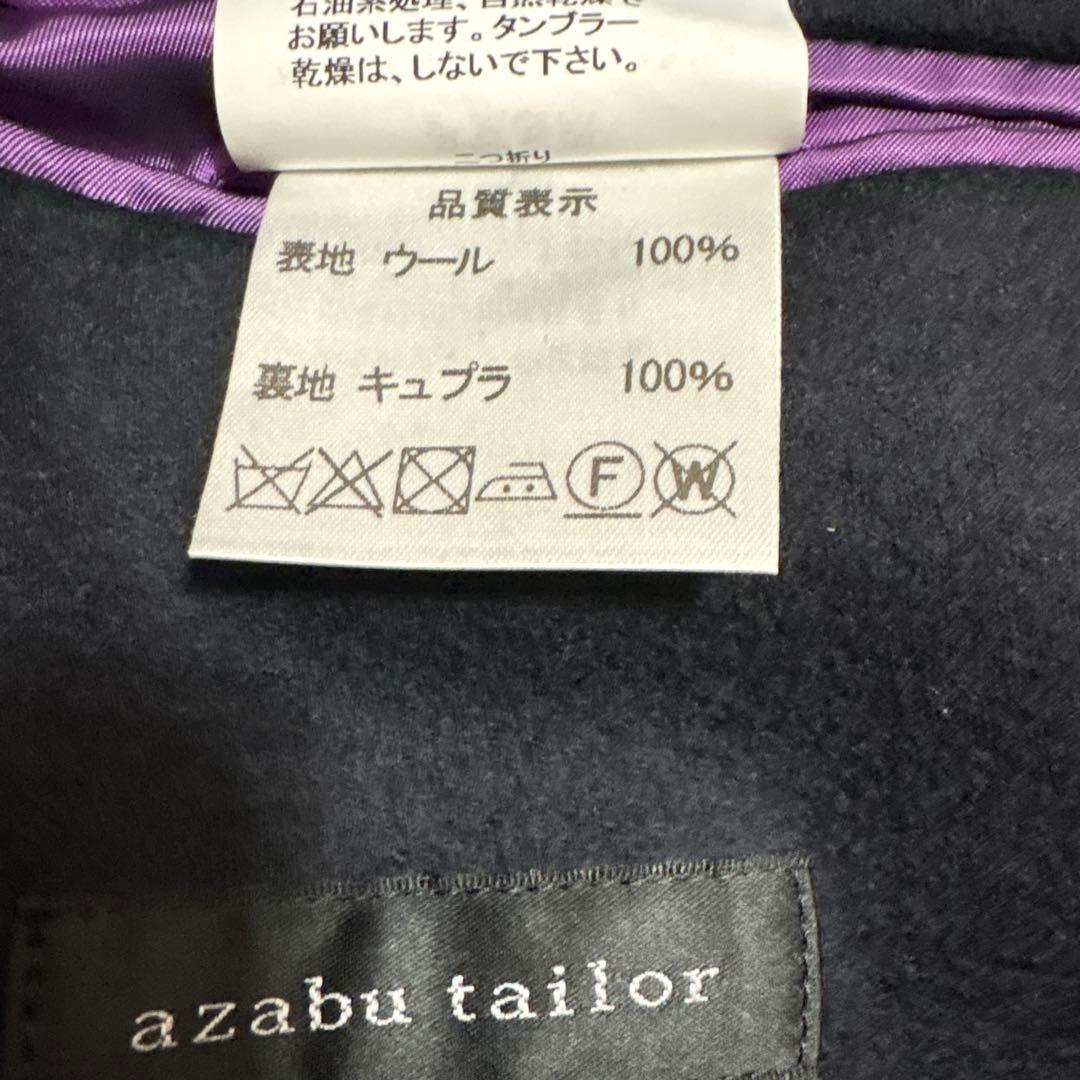 石油系処理、自然乾燥を
お願いします。タンブラー
乾燥は、しないで下さい。
二つ折り
品質表示
表地 ウール 100%
裏地 キュプラ 100%
F W
azabu tailor